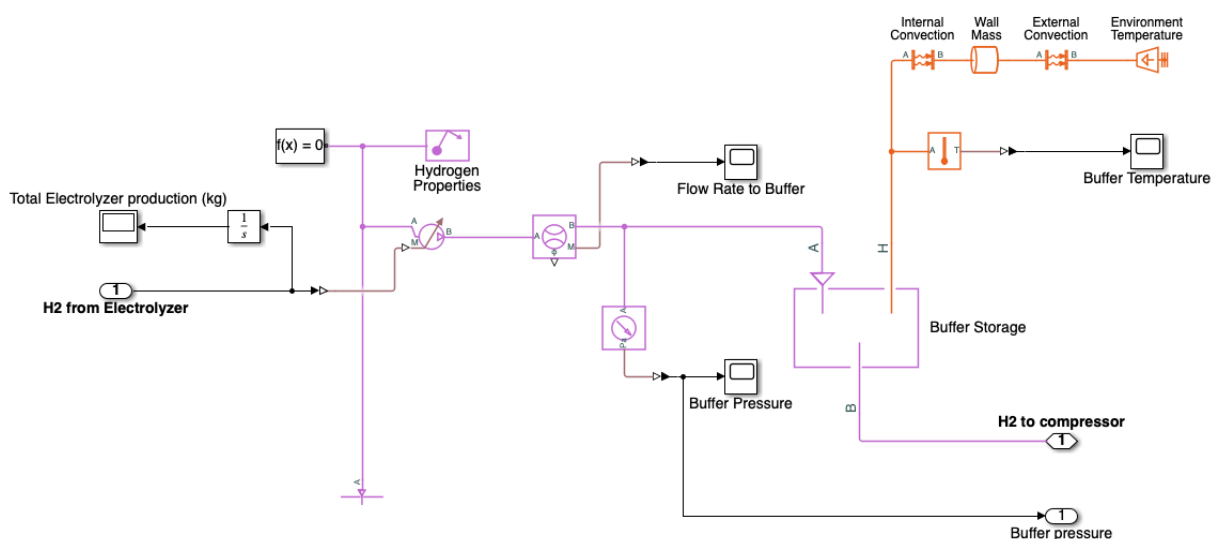 Internal
Convection
Wall
Mass
External
Convection
Environment
Temperature
A
B
A
B
f(x) = 0
Hydrogen
Properties
A
T
Buffer Temperature
Flow Rate to Buffer
Total Electrolyzer production (kg)
1
s
A
M
B
A
B
M
A
H
1
H2 from Electrolyzer
A
Pa
Buffer Storage
Buffer Pressure
B
H2 to compressor
1
A
1
Buffer pressure